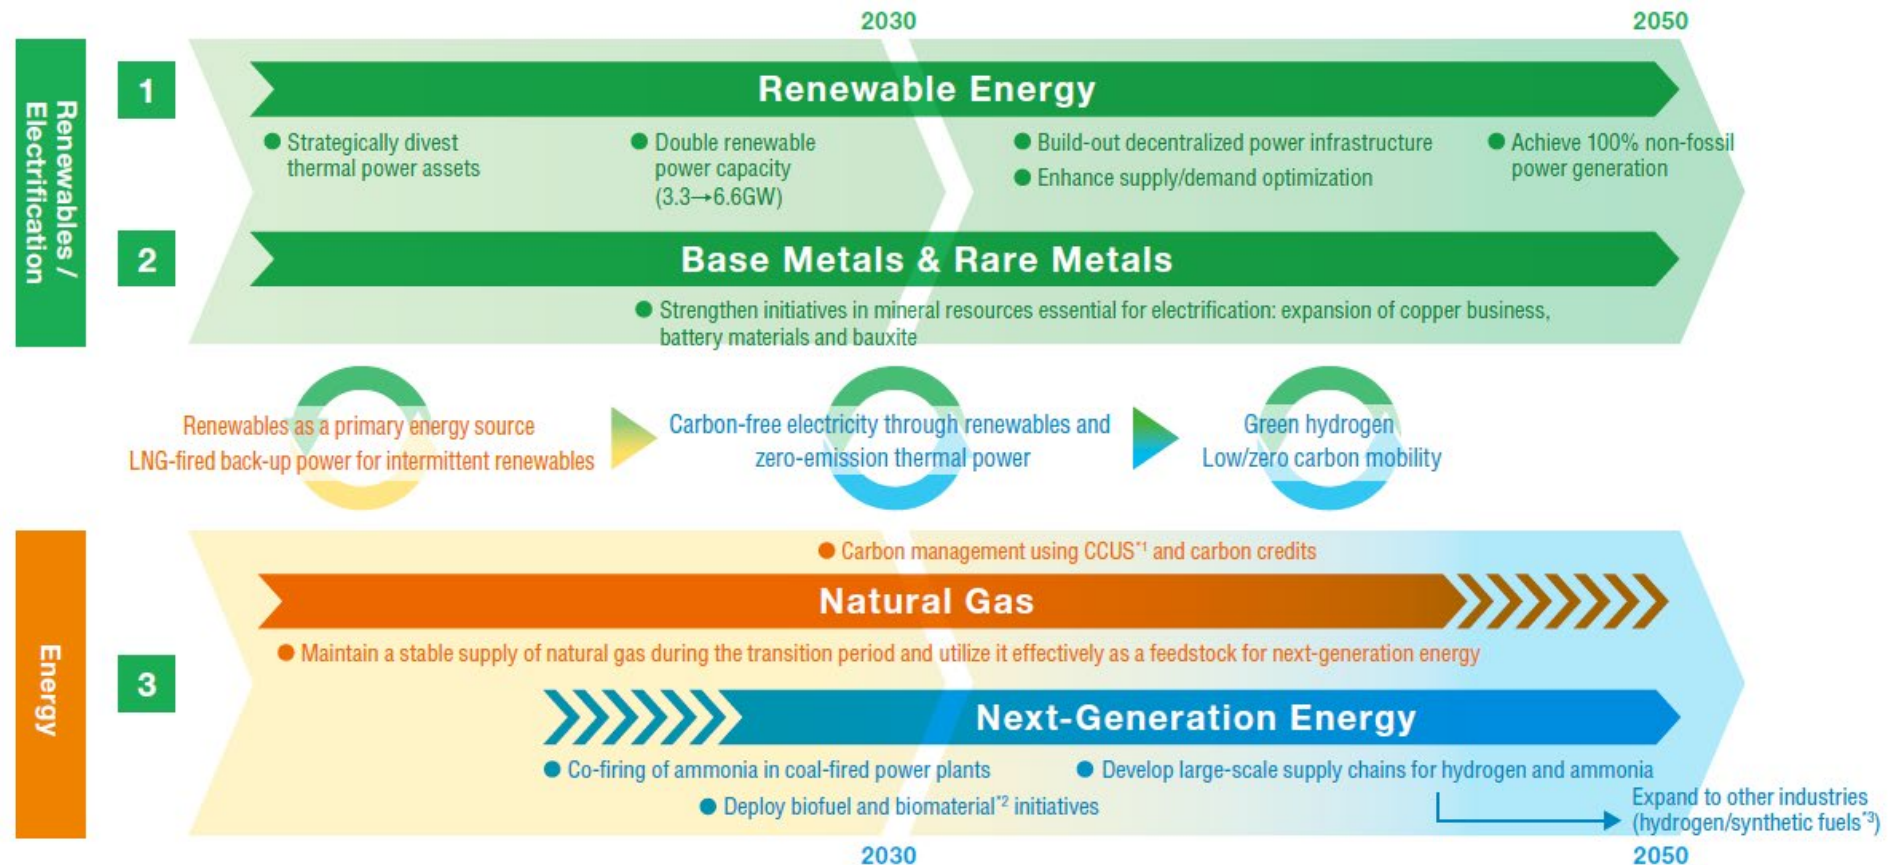 2030
2050
Renewables /
Electrification
1
Renewable Energy
● Strategically divest
thermal power assets
● Double renewable
power capacity
(3.3→6.6GW)
● Build-out decentralized power infrastructure
● Enhance supply/demand optimization
● Achieve 100% non-fossil
power generation
2
Base Metals & Rare Metals
● Strengthen initiatives in mineral resources essential for electrification: expansion of copper business,
battery materials and bauxite
Renewables as a primary energy source
LNG-fired back-up power for intermittent renewables
Carbon-free electricity through renewables and
zero-emission thermal power
Green hydrogen
Low/zero carbon mobility
Energy
3
● Carbon management using CCUS*1 and carbon credits
Natural Gas
● Maintain a stable supply of natural gas during the transition period and utilize it effectively as a feedstock for next-generation energy
Next-Generation Energy
● Co-firing of ammonia in coal-fired power plants
● Develop large-scale supply chains for hydrogen and ammonia
● Deploy biofuel and biomaterial*2 initiatives
Expand to other industries
(hydrogen/synthetic fuels*3)
2030
2050